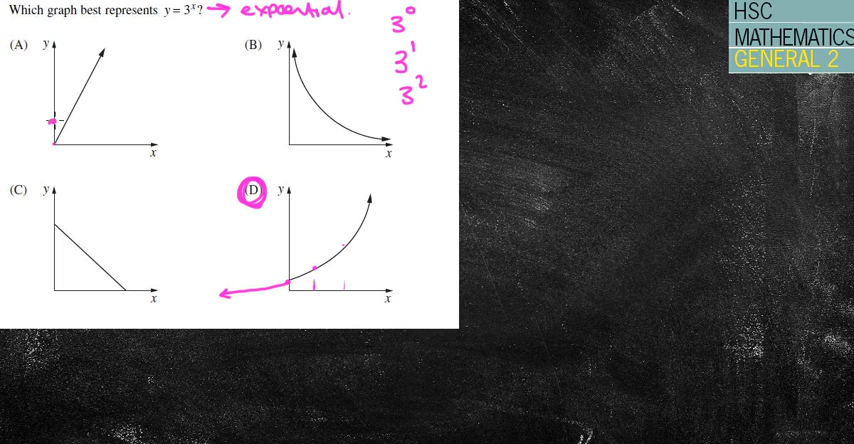 Which graph best represents y = 3ˣ? → exponential.
3⁰
3¹
3²
(A) y
x
(B) y
x
(C) y
x
(D) y
x
HSC
MATHEMATICS
GENERAL 2